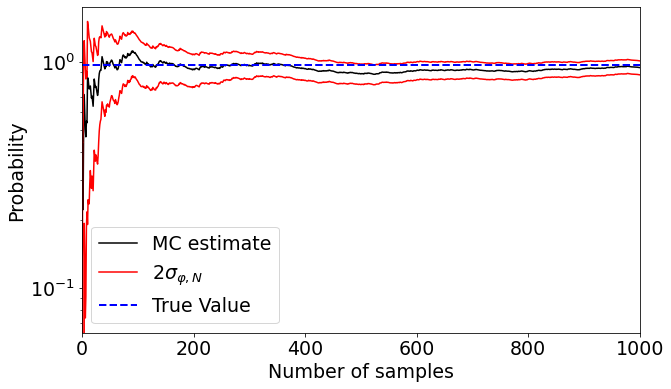 10⁰
Probability
10⁻¹
MC estimate
2σφ,N
True Value
0 200 400 600 800 1000
Number of samples